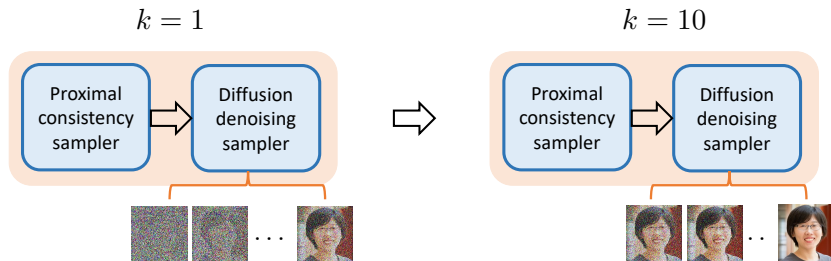 k = 1
Proximal
consistency
sampler
Diffusion
denoising
sampler
. . .
k = 10
Proximal
consistency
sampler
Diffusion
denoising
sampler
. .